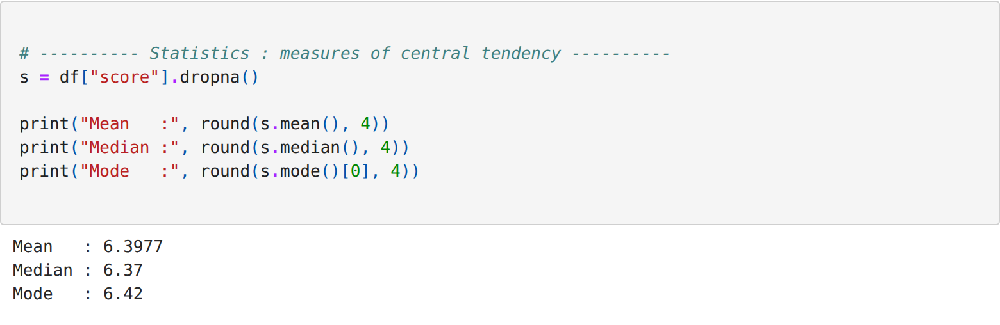 # ---------- Statistics : measures of central tendency ----------
s = df["score"].dropna()
print("Mean   :", round(s.mean(), 4))
print("Median :", round(s.median(), 4))
print("Mode   :", round(s.mode()[0], 4))
Mean   : 6.3977
Median : 6.37
Mode   : 6.42